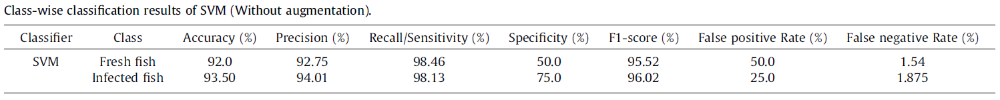 Class-wise classification results of SVM (Without augmentation).
Classifier Class Accuracy (%) Precision (%) Recall/Sensitivity (%) Specificity (%) F1-score (%) False positive Rate (%) False negative Rate (%)
SVM Fresh fish 92.0 92.75 98.46 50.0 95.52 50.0 1.54
Infected fish 93.50 94.01 98.13 75.0 96.02 25.0 1.875